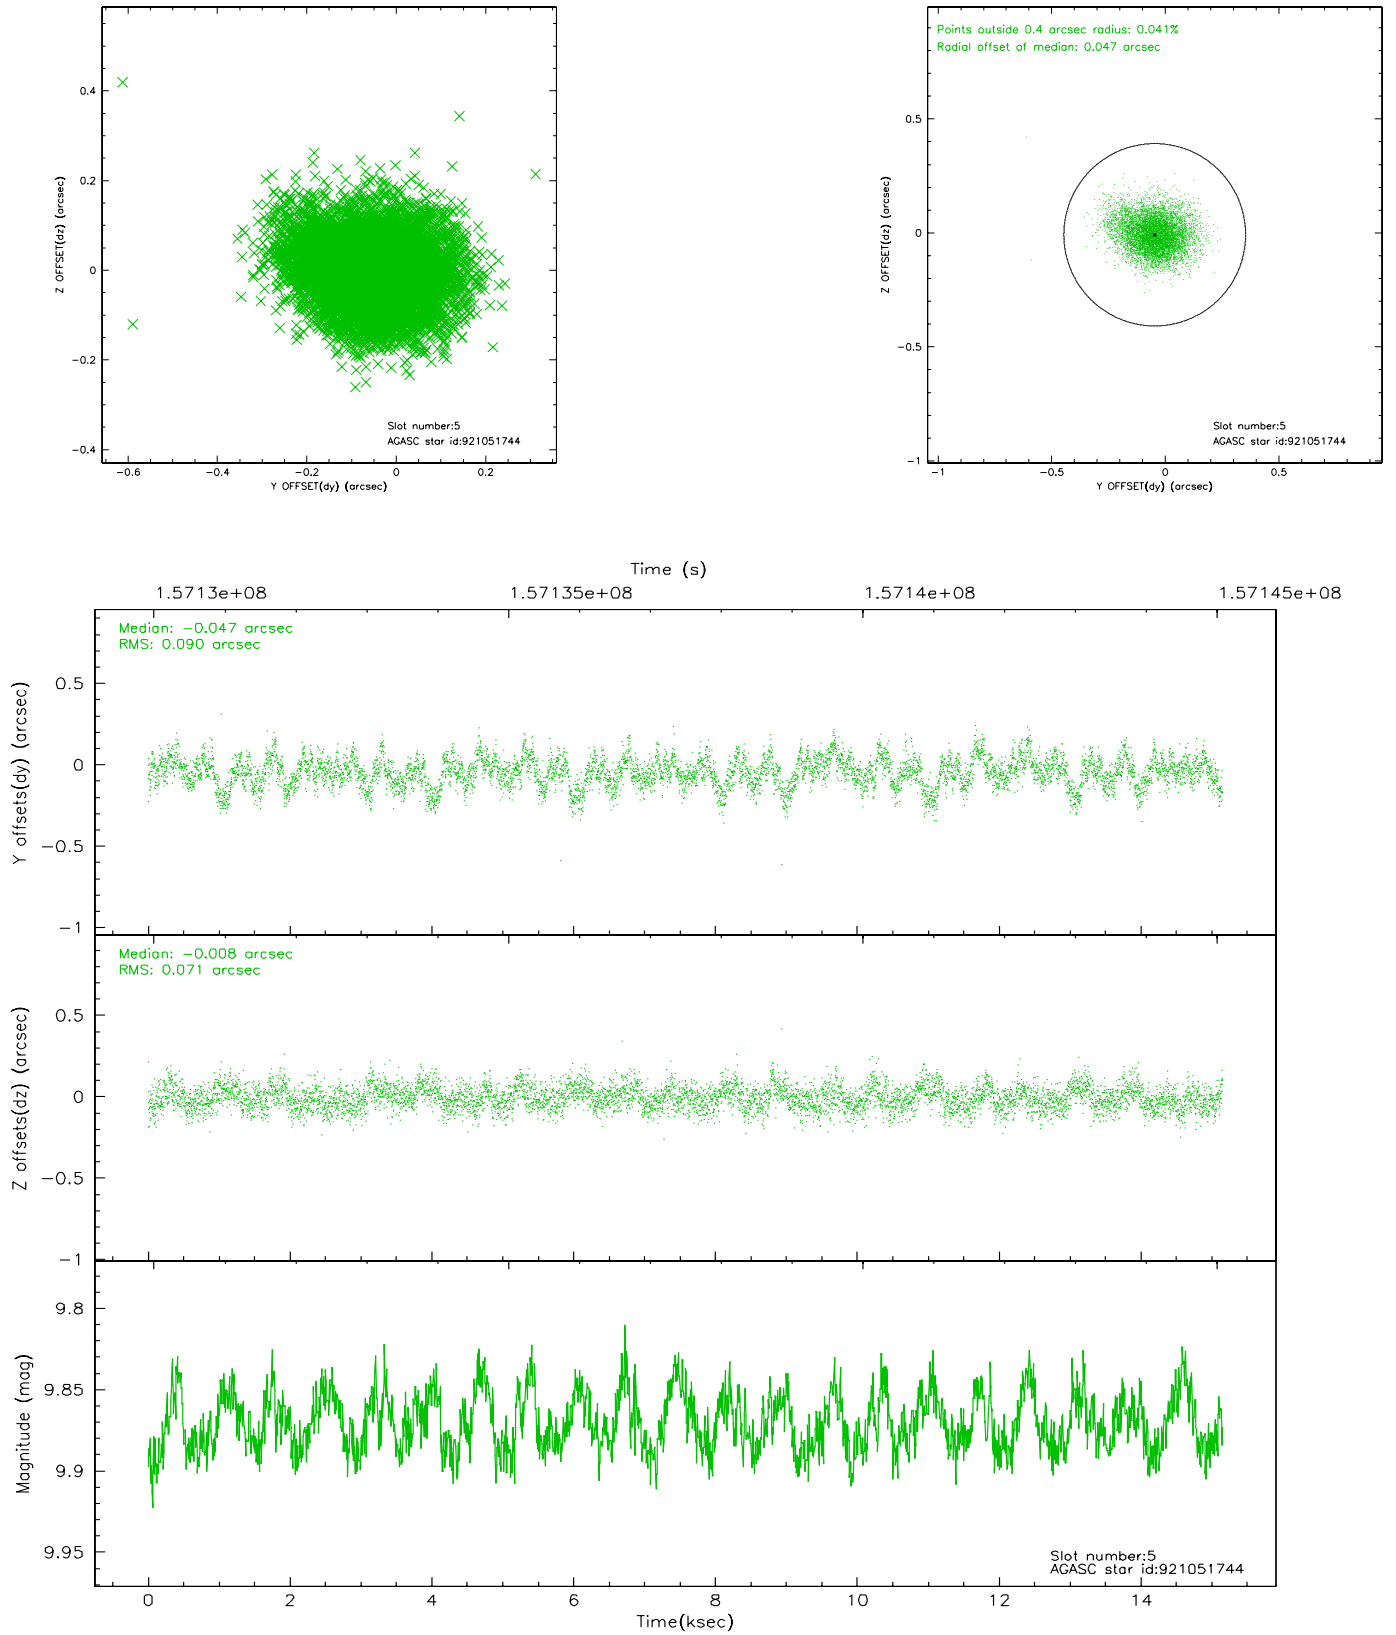 0.4
0.2
0
−0.2
−0.4
−0.6
−0.4
−0.2
0
0.2
Z OFFSET(dz) (arcsec)
Y OFFSET(dy) (arcsec)
Slot number:5
AGASC star id:921051744
Points outside 0.4 arcsec radius: 0.041%
Radial offset of median: 0.047 arcsec
0.5
0
−0.5
−1
−1
−0.5
0
0.5
Z OFFSET(dz) (arcsec)
Y OFFSET(dy) (arcsec)
Slot number:5
AGASC star id:921051744
Time (s)
1.5713e+08
1.57135e+08
1.5714e+08
1.57145e+08
Median: −0.047 arcsec
RMS: 0.090 arcsec
0.5
0
−0.5
−1
Y offsets(dy) (arcsec)
Median: −0.008 arcsec
RMS: 0.071 arcsec
0.5
0
−0.5
−1
Z offsets(dz) (arcsec)
9.8
9.85
9.9
9.95
Magnitude (mag)
Slot number:5
AGASC star id:921051744
0
2
4
6
8
10
12
14
Time(ksec)